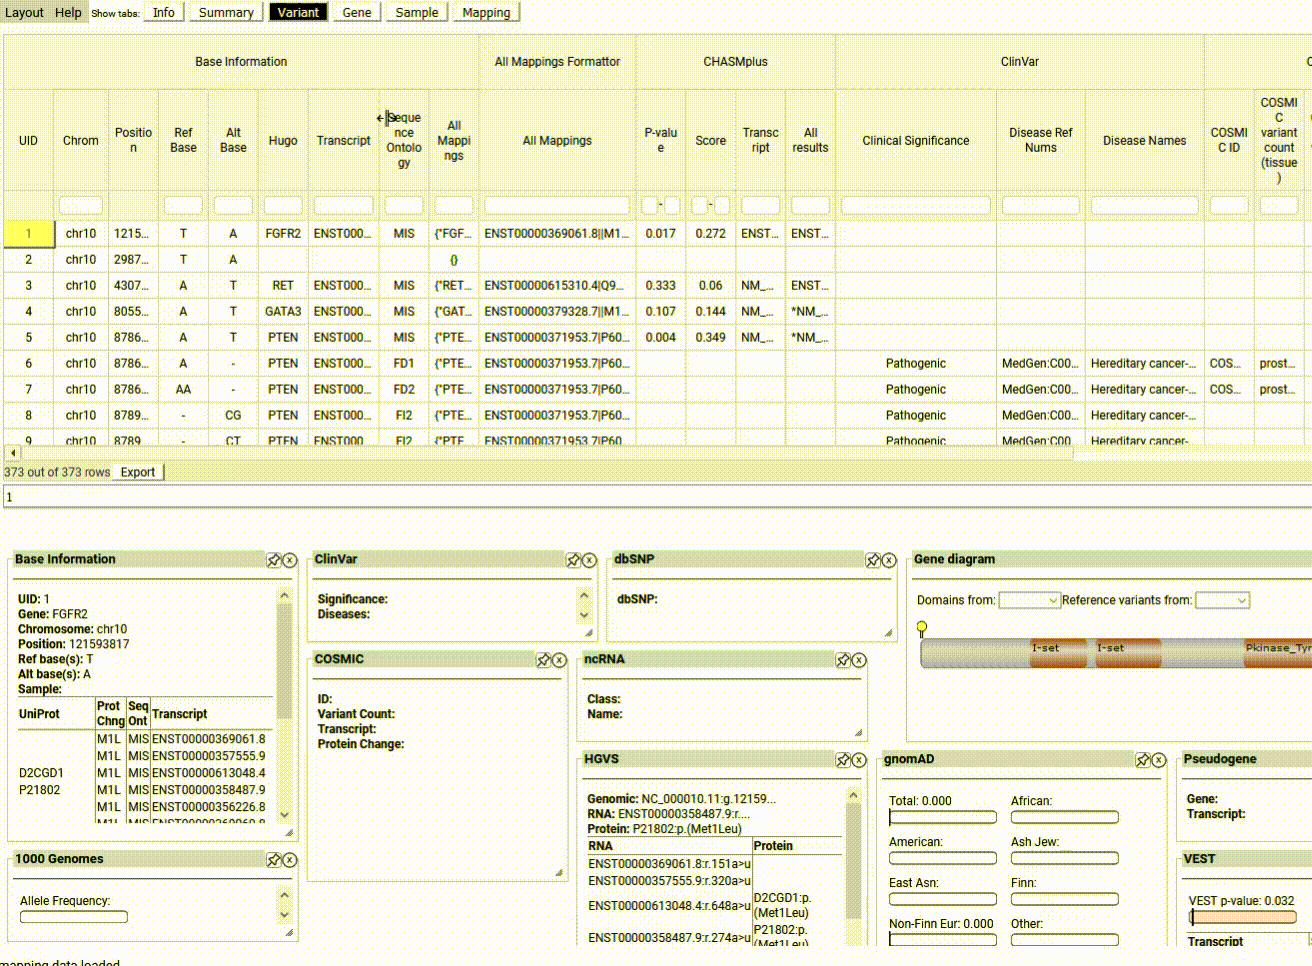 Layout Help Show tabs: Info Summary Variant Gene Sample Mapping
Base Information All Mappings Formattor CHASMplus ClinVar
UID Chrom Positio n Ref Base Alt Base Hugo Transcript Seque nce Ontolo gy All Mappi ngs All Mappings P-valu e Score Transc ript All results Clinical Significance Disease Ref Nums Disease Names COSMI C ID COSMI C variant count (tissue )
- -
1 chr10 1215... T A FGFR2 ENST000... MIS {"FGF... ENST00000369061.8||M1... 0.017 0.272 ENST... ENST...
2 chr10 2987... T A {}
3 chr10 4307... A T RET ENST000... MIS {"RET... ENST00000615310.4|Q9... 0.333 0.06 NM_... ENST...
4 chr10 8055... A T GATA3 ENST000... MIS {"GAT... ENST00000379328.7||M1... 0.107 0.144 NM_... *NM_...
5 chr10 8786... A T PTEN ENST000... MIS {"PTE... ENST00000371953.7|P60... 0.004 0.349 NM_... *NM_...
6 chr10 8786... A - PTEN ENST000... FD1 {"PTE... ENST00000371953.7|P60... Pathogenic MedGen:C00... Hereditary cancer-... COS... prost...
7 chr10 8786... AA - PTEN ENST000... FD2 {"PTE... ENST00000371953.7|P60... Pathogenic MedGen:C00... Hereditary cancer-... COS... prost...
8 chr10 8789... - CG PTEN ENST000... FI2 {"PTE... ENST00000371953.7|P60... Pathogenic MedGen:C00... Hereditary cancer-...
9 chr10 8789 - CT PTEN ENST000 FI2 {"PTE ENST00000371953.7|P60 Pathogenic MedGen:C00 Hereditary cancer-
373 out of 373 rows Export
1
Base Information
UID: 1
Gene: FGFR2
Chromosome: chr10
Position: 121593817
Ref base(s): T
Alt base(s): A
Sample:
UniProt Prot Chng Seq Ont Transcript
M1L MIS ENST00000369061.8
M1L MIS ENST00000357555.9
D2CGD1 M1L MIS ENST00000613048.4
P21802 M1L MIS ENST00000358487.9
M1L MIS ENST00000356226.8
1000 Genomes
Allele Frequency:
ClinVar
Significance:
Diseases:
COSMIC
ID:
Variant Count:
Transcript:
Protein Change:
dbSNP
dbSNP:
ncRNA
Class:
Name:
HGVS
Genomic: NC_000010.11:g.12159...
RNA: ENST00000358487.9:r....
Protein: P21802:p.(Met1Leu)
RNA Protein
ENST00000369061.8:r.151a>u
ENST00000357555.9:r.320a>u
ENST00000613048.4:r.648a>u D2CGD1:p. (Met1Leu)
ENST00000358487.9:r.274a>u P21802:p. (Met1Leu)
Gene diagram
Domains from: Reference variants from:
I-set I-set Pkinase_Tyr
gnomAD
Total: 0.000 African:
American: Ash Jew:
East Asn: Finn:
Non-Finn Eur: 0.000 Other:
Pseudogene
Gene:
Transcript:
VEST
VEST p-value: 0.032
Transcript
mapping data loaded